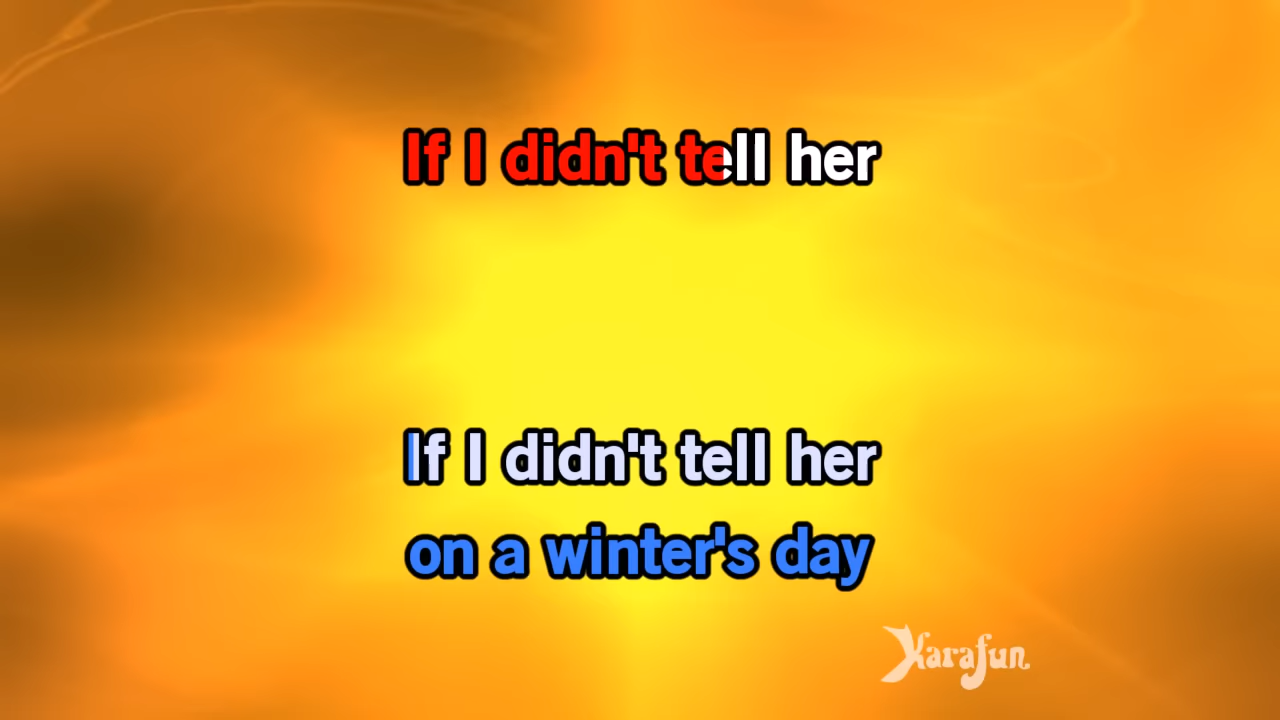 If I didn't tell her
If I didn't tell her
on a winter's day
Karafun